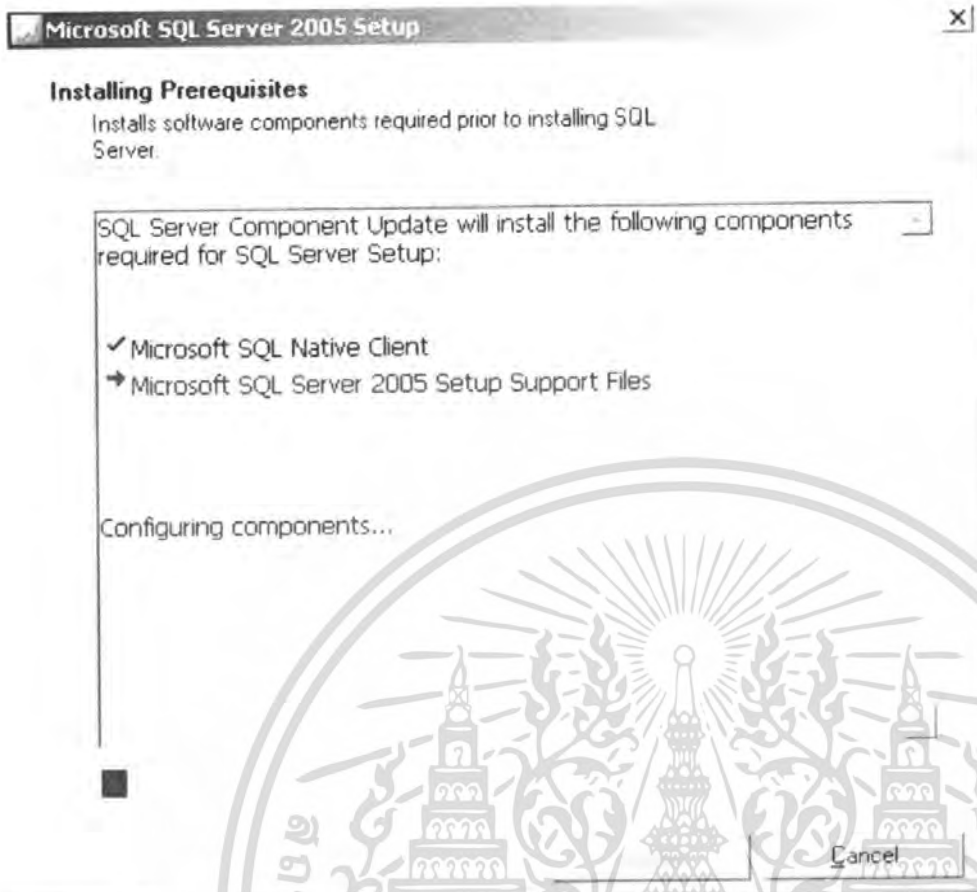 Microsoft SQL Server 2005 Setup
Installing Prerequisites
Installs software components required prior to installing SQL
Server.
SQL Server Component Update will install the following components
required for SQL Server Setup:
Microsoft SQL Native Client
Microsoft SQL Server 2005 Setup Support Files
Configuring components...
Cancel